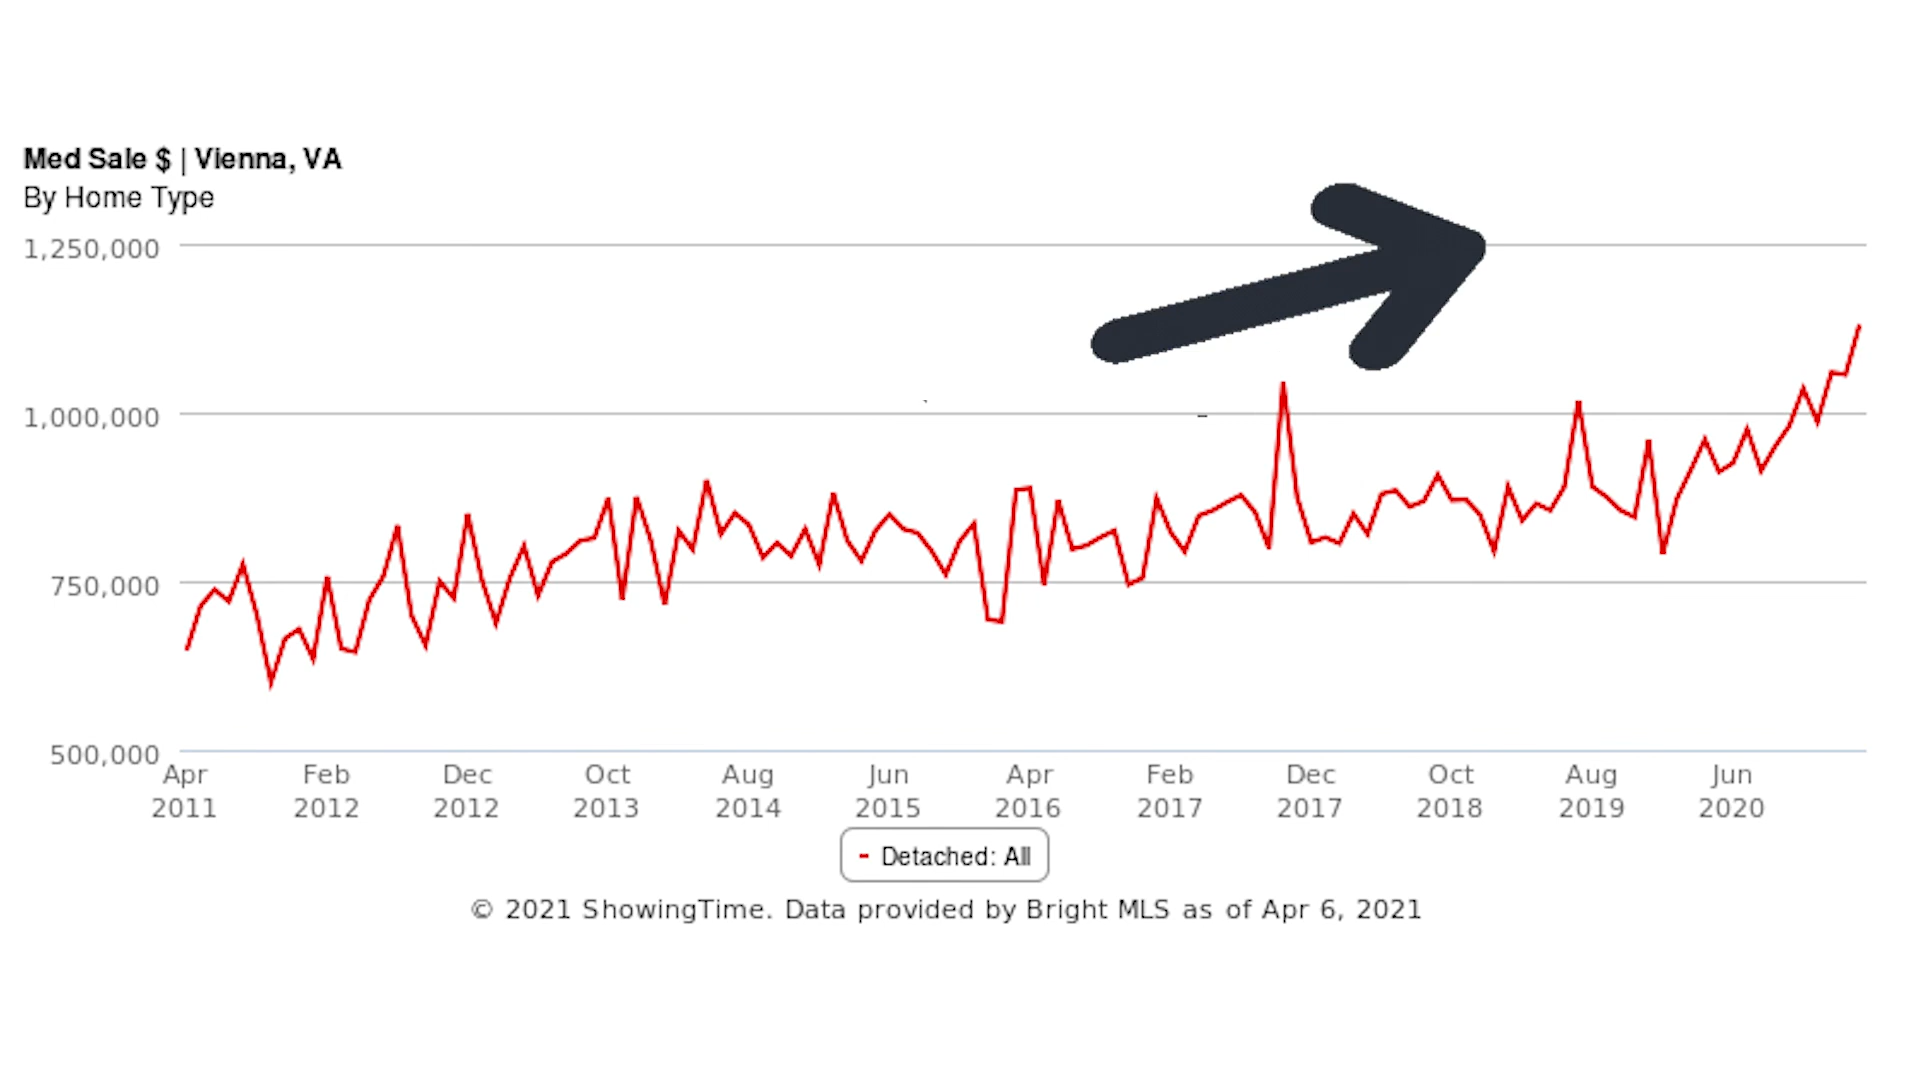 Med Sale $ | Vienna, VA
By Home Type
1,250,000
1,000,000
750,000
500,000
Apr Feb Dec Oct Aug Jun Apr Feb Dec Oct Aug Jun
2011 2012 2012 2013 2014 2015 2016 2017 2017 2018 2019 2020
Detached: All
© 2021 ShowingTime. Data provided by Bright MLS as of Apr 6, 2021